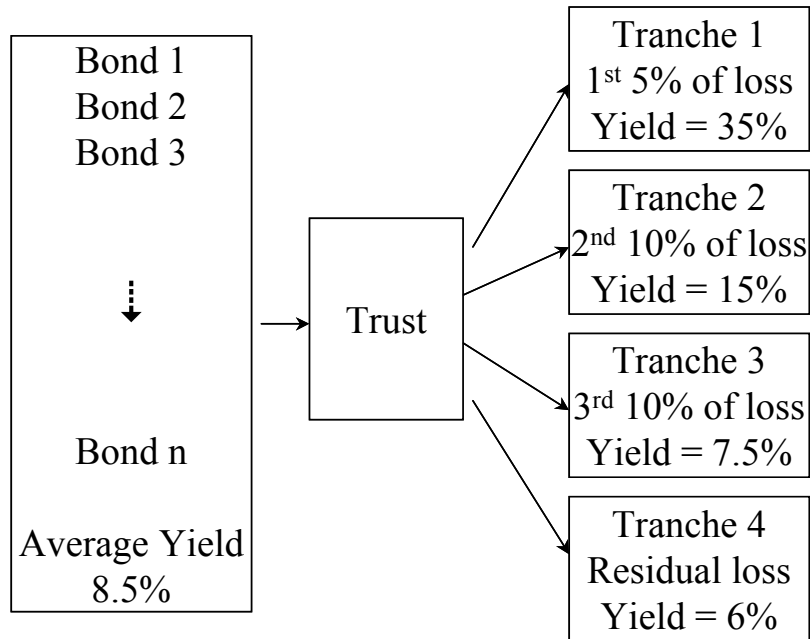 Bond 1
Bond 2
Bond 3
Bond n
Average Yield
8.5%
Trust
Tranche 1
1st 5% of loss
Yield = 35%
Tranche 2
2nd 10% of loss
Yield = 15%
Tranche 3
3rd 10% of loss
Yield = 7.5%
Tranche 4
Residual loss
Yield = 6%